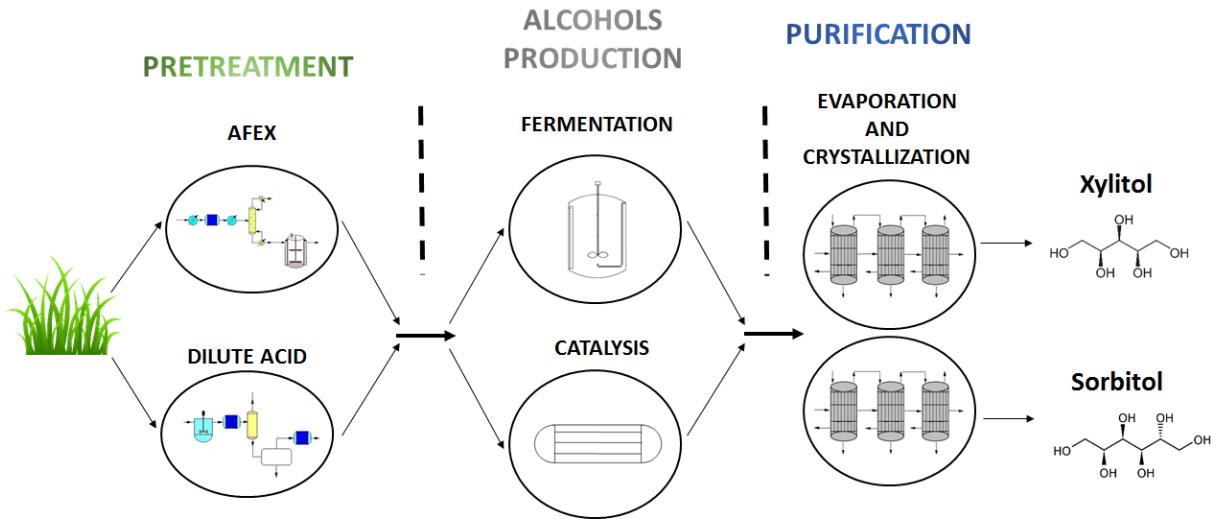 PRETREATMENT
ALCOHOLS
PRODUCTION
PURIFICATION
AFEX
DILUTE ACID
FERMENTATION
CATALYSIS
EVAPORATION
AND
CRYSTALLIZATION
Xylitol
OH
HO
OH
OH
OH
Sorbitol
OH
OH
OH
HO
OH
OH